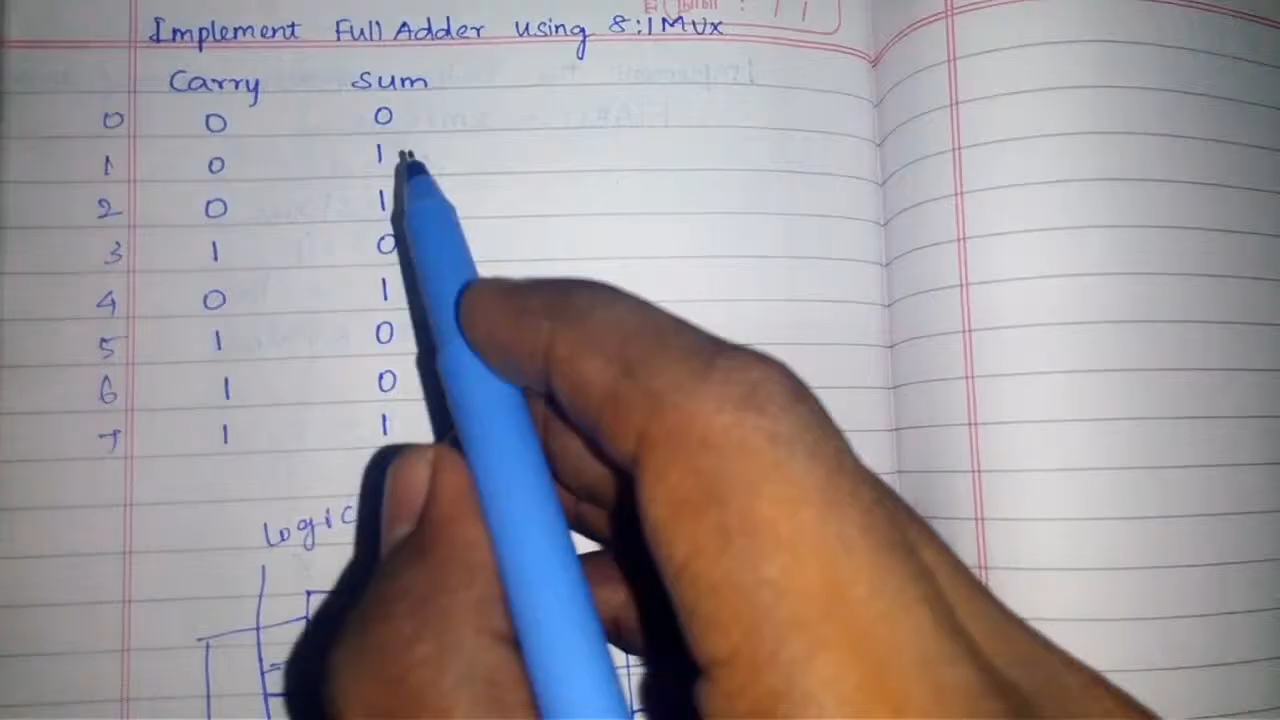 Implement Full Adder using 8:1 Mux
Carry Sum
0 0 0
1 0 1
2 0 1
3 1 0
4 0 1
5 1 0
6 1 0
7 1 1
logic